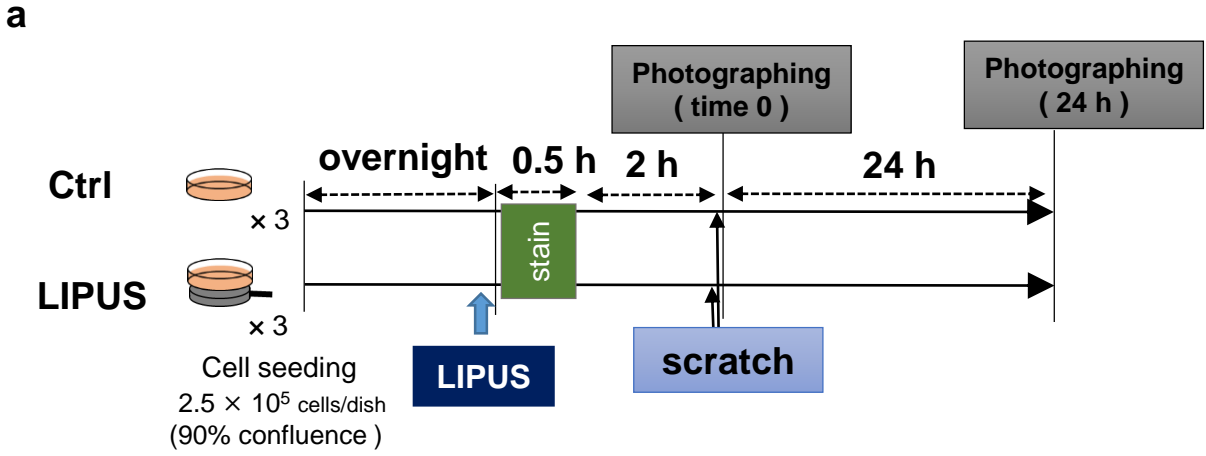 a
Photographing
( time 0 )
Photographing
( 24 h )
overnight
0.5 h
2 h
24 h
Ctrl
× 3
stain
LIPUS
× 3
LIPUS
scratch
Cell seeding
2.5 × 10⁵ cells/dish
(90% confluence )